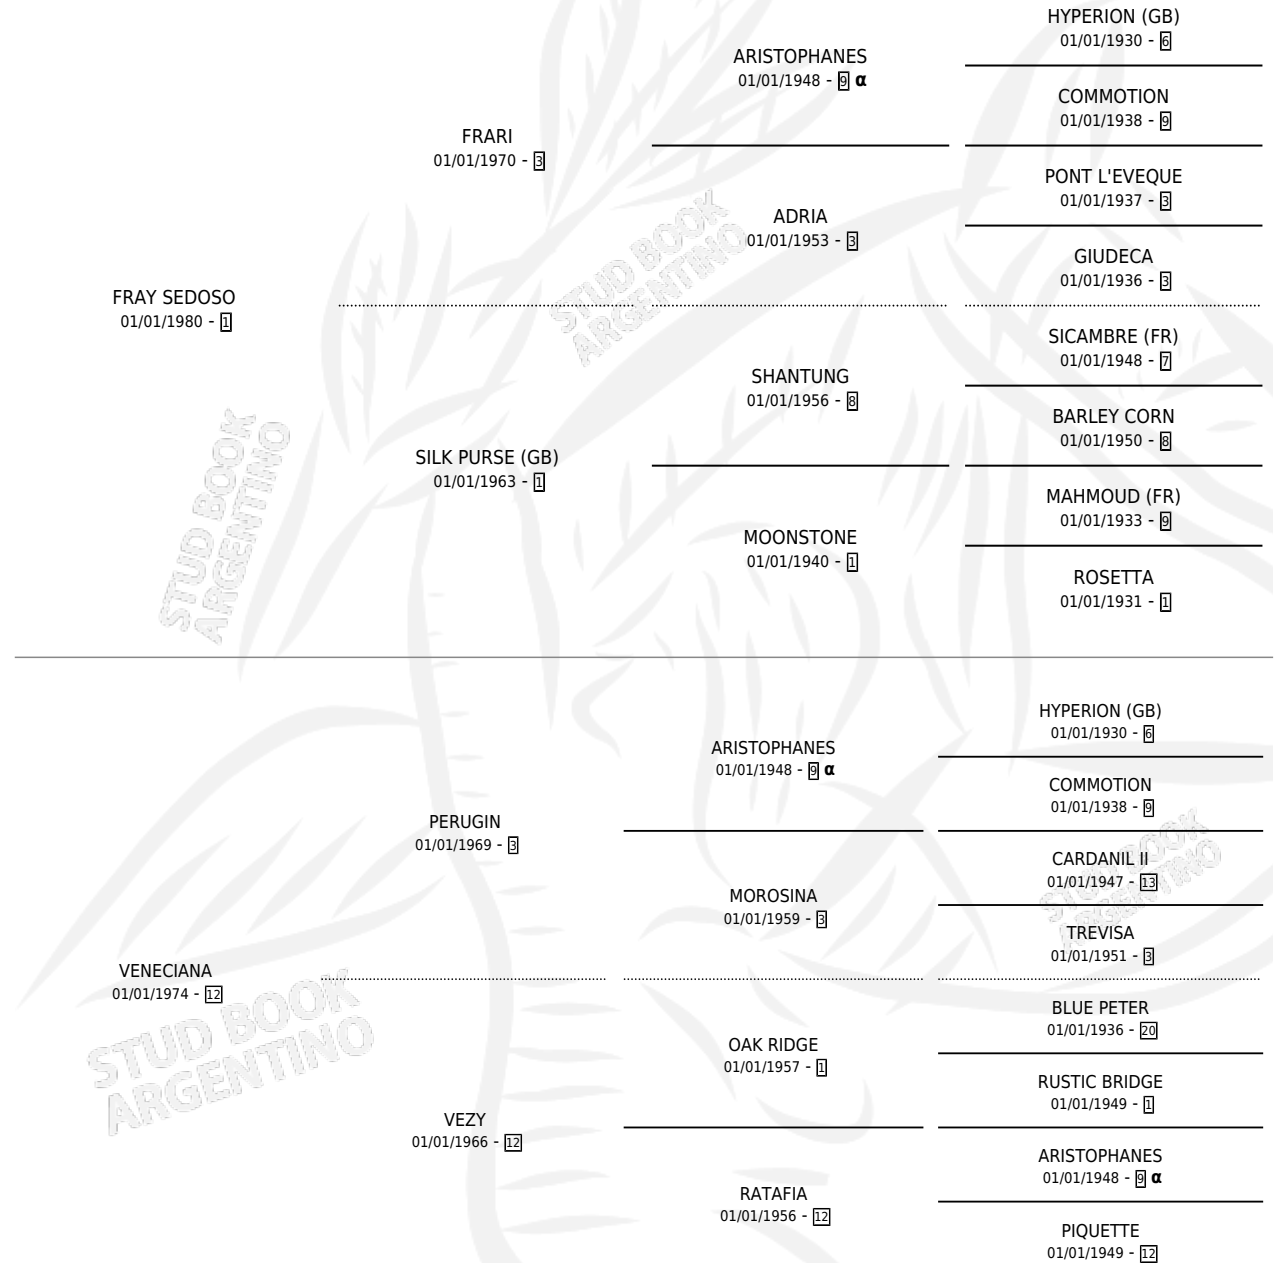 HYPERION (GB)
01/01/1930 - 6
ARISTOPHANES
01/01/1948 - 9 α
COMMOTION
01/01/1938 - 9
FRARI
01/01/1970 - 3
PONT L'EVEQUE
01/01/1937 - 3
ADRIA
01/01/1953 - 3
GIUDECA
01/01/1936 - 3
FRAY SEDOSO
01/01/1980 - 1
SICAMBRE (FR)
01/01/1948 - 7
SHANTUNG
01/01/1956 - 8
BARLEY CORN
01/01/1950 - 8
SILK PURSE (GB)
01/01/1963 - 1
MAHMOUD (FR)
01/01/1933 - 9
MOONSTONE
01/01/1940 - 1
ROSETTA
01/01/1931 - 1
STUD BOOK
ARGENTINO
STUD BOOK
ARGENTINO
HYPERION (GB)
01/01/1930 - 6
ARISTOPHANES
01/01/1948 - 9 α
COMMOTION
01/01/1938 - 9
PERUGIN
01/01/1969 - 3
CARDANIL II
01/01/1947 - 13
MOROSINA
01/01/1959 - 3
TREVISA
01/01/1951 - 3
VENECIANA
01/01/1974 - 12
BLUE PETER
01/01/1936 - 20
OAK RIDGE
01/01/1957 - 1
RUSTIC BRIDGE
01/01/1949 - 1
VEZY
01/01/1966 - 12
ARISTOPHANES
01/01/1948 - 9 α
RATAFIA
01/01/1956 - 12
PIQUETTE
01/01/1949 - 12
STUD BOOK
ARGENTINO
STUD BOOK
ARGENTINO